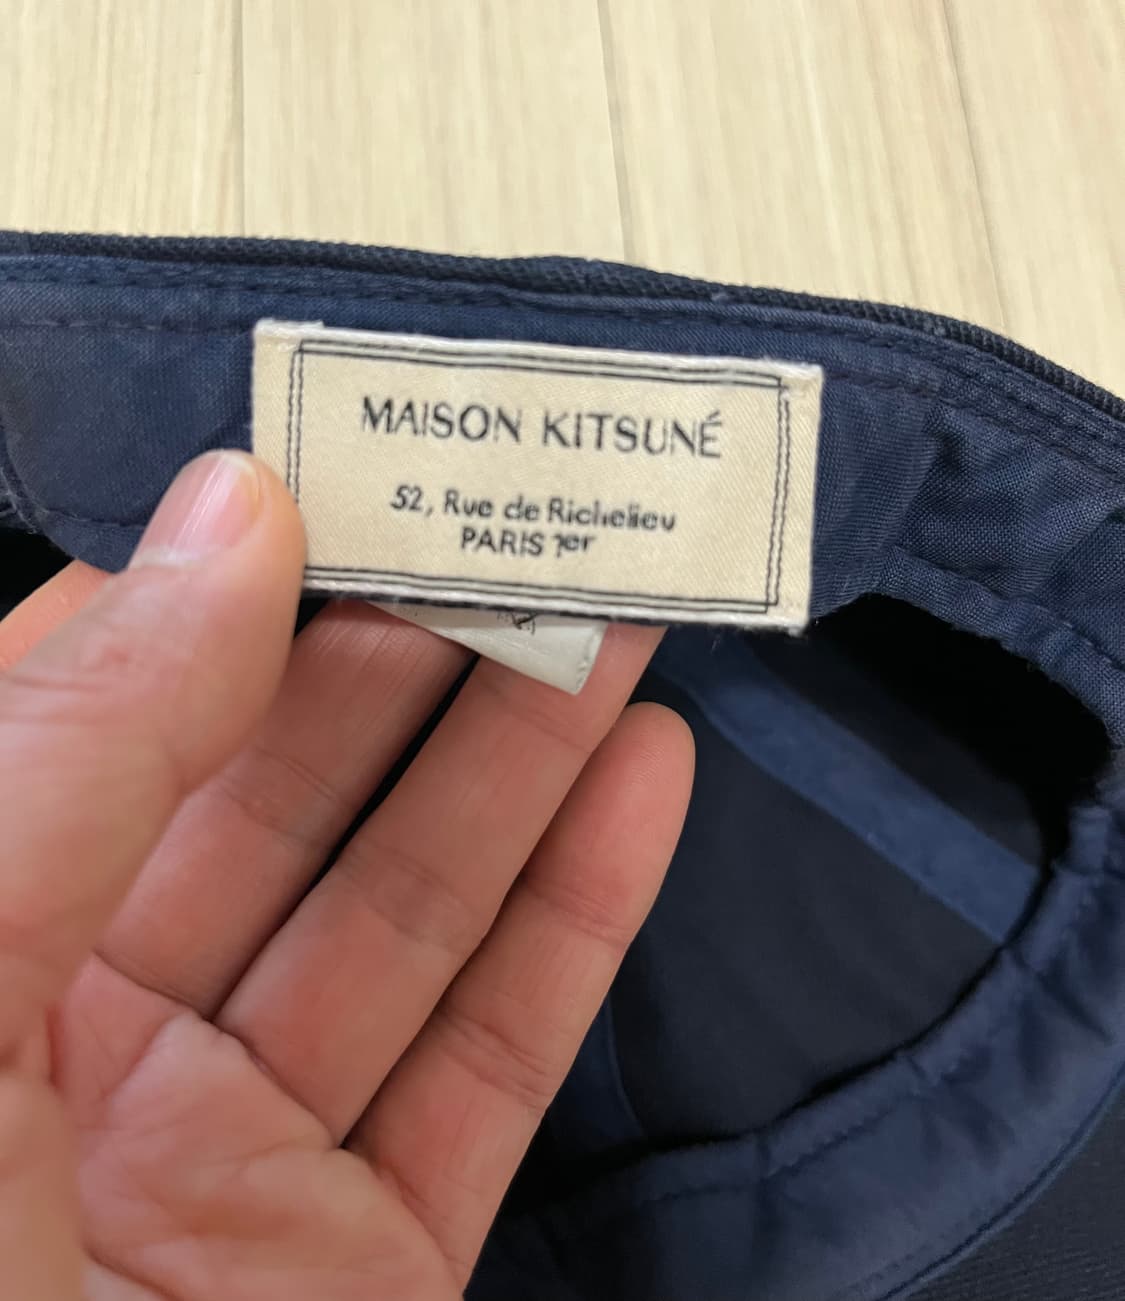 MAISON KITSUNÉ
52, Rue de Richelieu
PARIS 1er